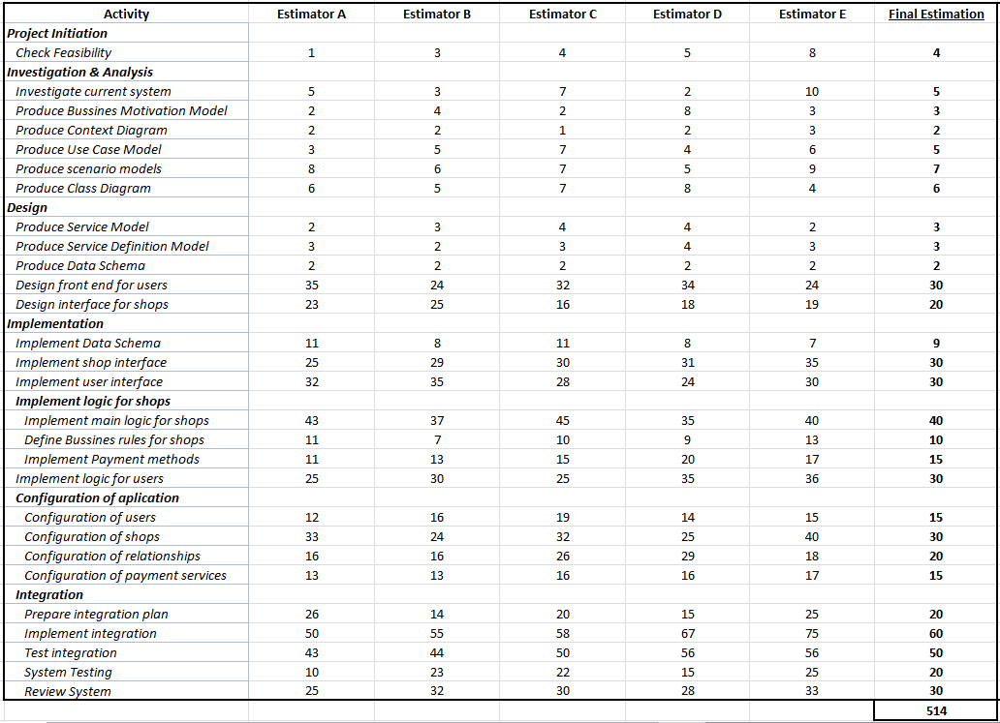 Activity Estimator A Estimator B Estimator C Estimator D Estimator E Final Estimation
Project Initiation
Check Feasibility 1 3 4 5 8 4
Investigation & Analysis
Investigate current system 5 3 7 2 10 5
Produce Bussines Motivation Model 2 4 2 8 3 3
Produce Context Diagram 2 2 1 2 3 2
Produce Use Case Model 3 5 7 4 6 5
Produce scenario models 8 6 7 5 9 7
Produce Class Diagram 6 5 7 8 4 6
Design
Produce Service Model 2 3 4 4 2 3
Produce Service Definition Model 3 2 3 4 3 3
Produce Data Schema 2 2 2 2 2 2
Design front end for users 35 24 32 34 24 30
Design interface for shops 23 25 16 18 19 20
Implementation
Implement Data Schema 11 8 11 8 7 9
Implement shop interface 25 29 30 31 35 30
Implement user interface 32 35 28 24 30 30
Implement logic for shops
Implement main logic for shops 43 37 45 35 40 40
Define Bussines rules for shops 11 7 10 9 13 10
Implement Payment methods 11 13 15 20 17 15
Implement logic for users 25 30 25 35 36 30
Configuration of aplication
Configuration of users 12 16 19 14 15 15
Configuration of shops 33 24 32 25 40 30
Configuration of relationships 16 16 26 29 18 20
Configuration of payment services 13 13 16 16 17 15
Integration
Prepare integration plan 26 14 20 15 25 20
Implement integration 50 55 58 67 75 60
Test integration 43 44 50 56 56 50
System Testing 10 23 22 15 25 20
Review System 25 32 30 28 33 30
514